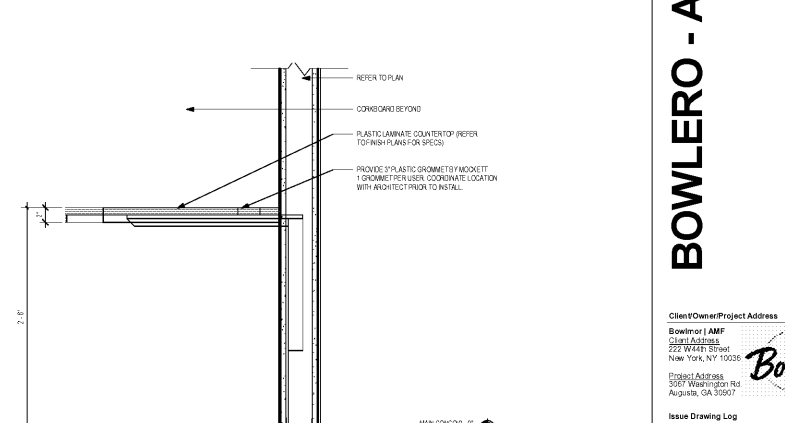 REFER TO PLAN
CORKBOARD BEYOND
PLASTIC LAMINATE COUNTERTOP (REFER
TO FINISH PLANS FOR SPECS)
PROVIDE 3" PLASTIC GROMMET BY MOCKETT
1 GROMMET PER USER. COORDINATE LOCATION
WITH ARCHITECT PRIOR TO INSTALL.
2"
2'-6"
BOWLERO - A
Client/Owner/Project Address
Bowlmor | AMF
Client Address
222 W44th Street
New York, NY 10036
Bo
Project Address
3067 Washington Rd.
Augusta, GA 30907
Issue Drawing Log